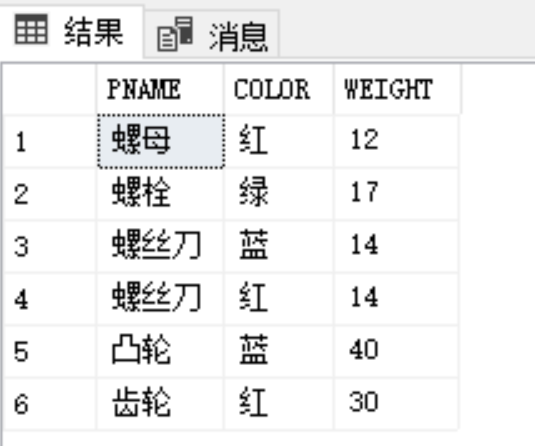 结果 消息
PNAME COLOR WEIGHT
1 螺母 红 12
2 螺栓 绿 17
3 螺丝刀 蓝 14
4 螺丝刀 红 14
5 凸轮 蓝 40
6 齿轮 红 30